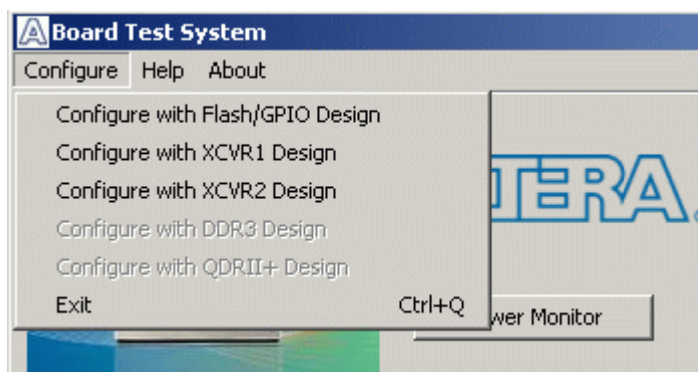 Board Test System
Configure Help About
Configure with Flash/GPIO Design
Configure with XCVR1 Design
Configure with XCVR2 Design
Configure with DDR3 Design
Configure with QDRII+ Design
Exit Ctrl+Q
TERA
wer Monitor